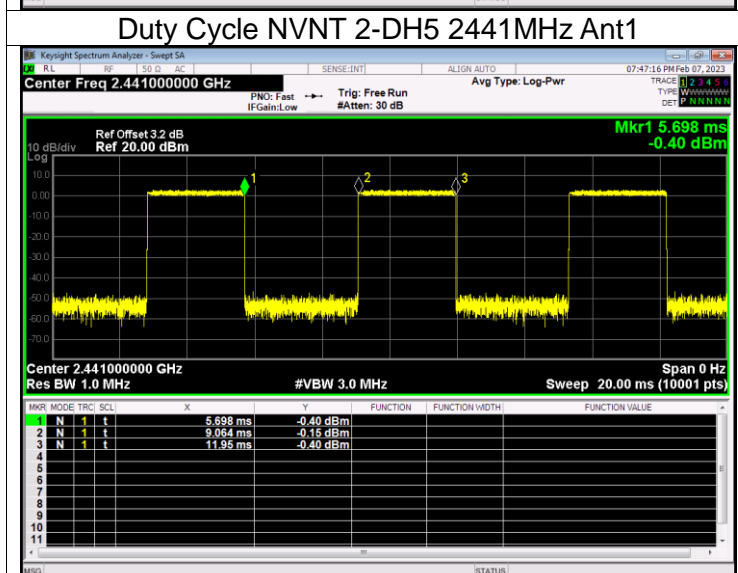 MSG STATUS
Duty Cycle NVNT 2-DH5 2441MHz Ant1
Keysight Spectrum Analyzer - Swept SA
RL RF 50 Ω AC SENSE:INT ALIGN AUTO 07:47:16 PM Feb 07, 2023
Center Freq 2.441000000 GHz
PNO: Fast
IFGain:Low
Trig: Free Run
#Atten: 30 dB
Avg Type: Log-Pwr
TRACE 1 2 3 4 5 6
TYPE WWWWWW
DET P NNNNN
Ref Offset 3.2 dB
10 dB/div Ref 20.00 dBm
Log
Mkr1 5.698 ms
-0.40 dBm
10.0
0.00
-10.0
-20.0
-30.0
-40.0
-50.0
-60.0
-70.0
1
2
3
Center 2.441000000 GHz Span 0 Hz
Res BW 1.0 MHz #VBW 3.0 MHz Sweep 20.00 ms (10001 pts)
MKR MODE TRC SCL X Y FUNCTION FUNCTION WIDTH FUNCTION VALUE
1 N 1 t 5.698 ms -0.40 dBm
2 N 1 t 9.064 ms -0.15 dBm
3 N 1 t 11.95 ms -0.40 dBm
4
5
6
7
8
9
10
11
MSG STATUS